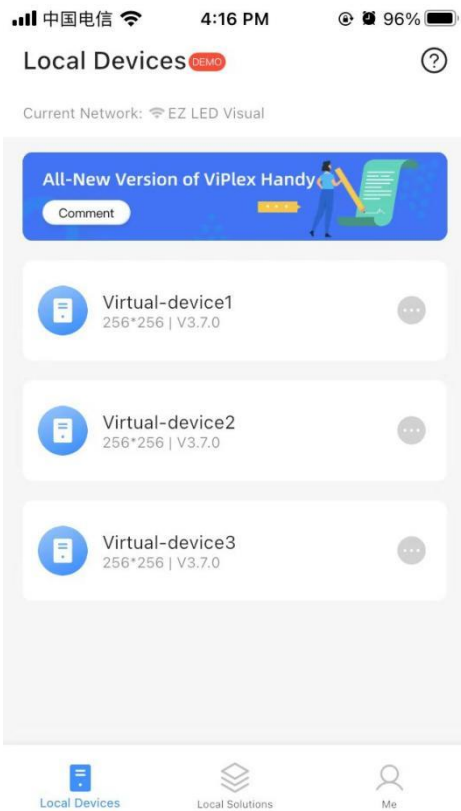 中国电信 4:16 PM 96%
Local Devices DEMO
Current Network: EZ LED Visual
All-New Version of ViPlex Handy
Comment
Virtual-device1
256*256 | V3.7.0
Virtual-device2
256*256 | V3.7.0
Virtual-device3
256*256 | V3.7.0
Local Devices Local Solutions Me